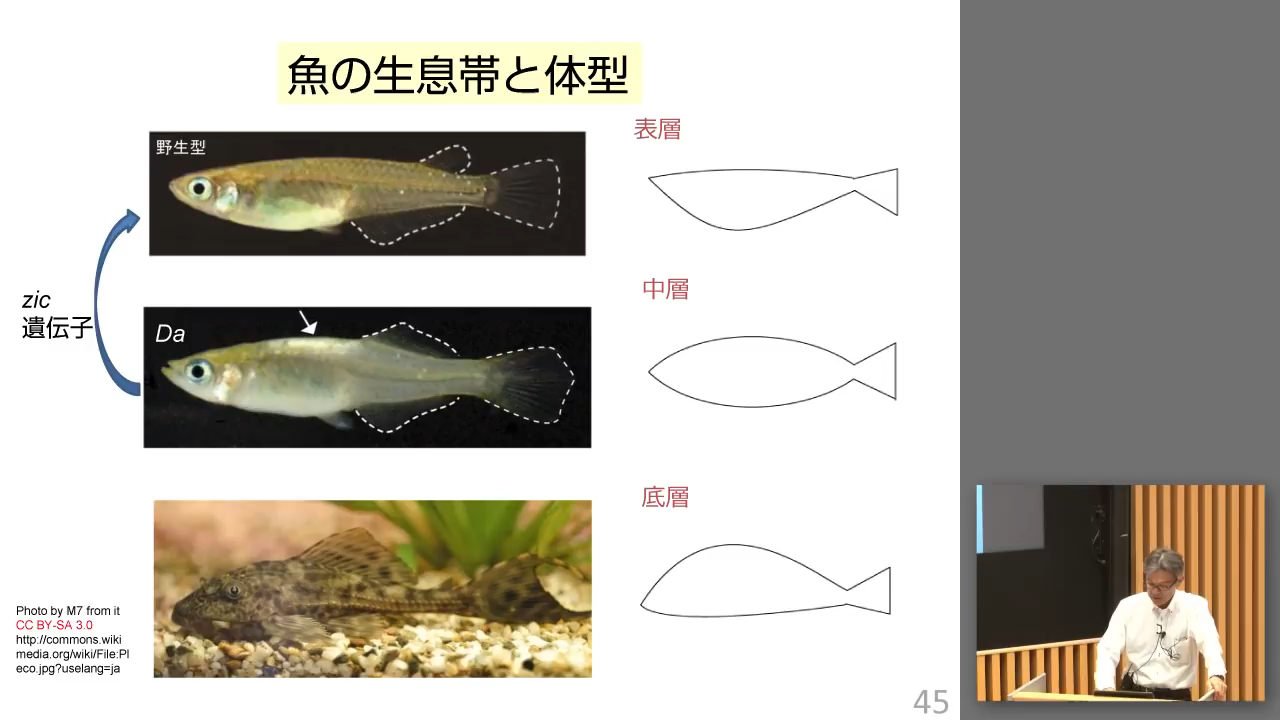 魚の生息帯と体型
野生型
表層
zic
遺伝子
Da
中層
底層
Photo by M7 from it
CC BY-SA 3.0
http://commons.wiki
media.org/wiki/File:Pl
eco.jpg?uselang=ja
45